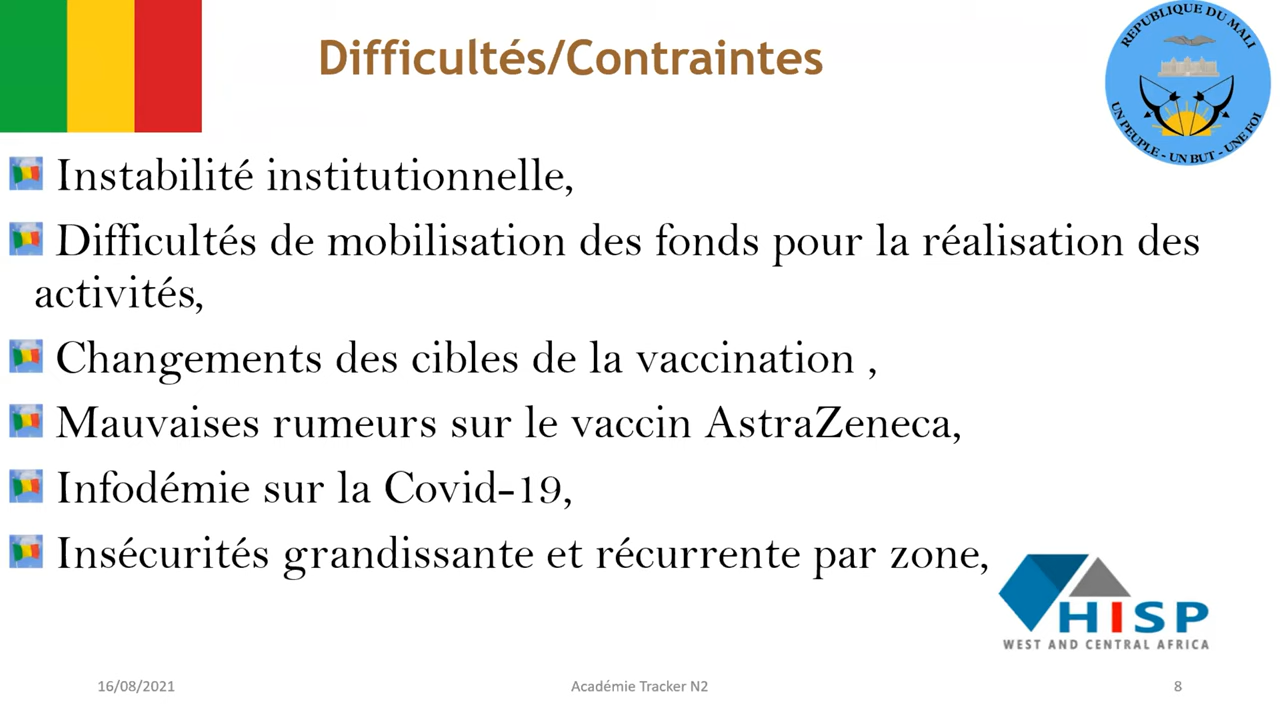 Difficultés/Contraintes
REPUBLIQUE DU MALI
UN PEUPLE - UN BUT - UNE FOI
Instabilité institutionnelle,
Difficultés de mobilisation des fonds pour la réalisation des
activités,
Changements des cibles de la vaccination ,
Mauvaises rumeurs sur le vaccin AstraZeneca,
Infodémie sur la Covid-19,
Insécurités grandissante et récurrente par zone,
HISP
WEST AND CENTRAL AFRICA
16/08/2021
Académie Tracker N2
8